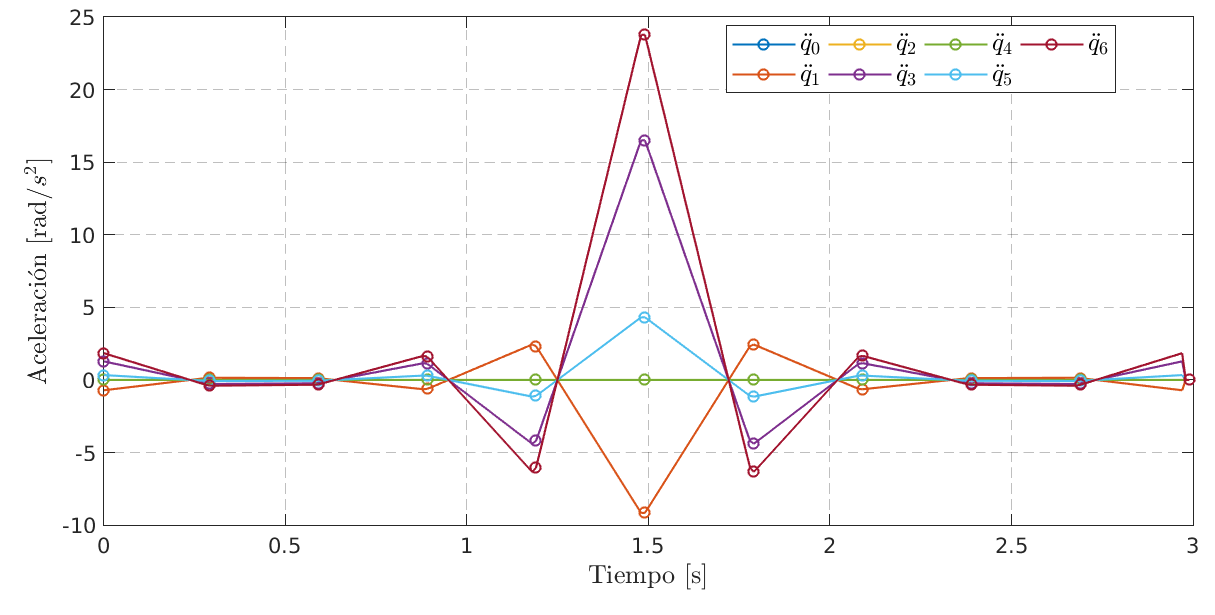 25
20
15
10
5
0
-5
-10
Aceleración [rad/s²]
q̈₀ q̈₂ q̈₄ q̈₆
q̈₁ q̈₃ q̈₅
0 0.5 1 1.5 2 2.5 3
Tiempo [s]